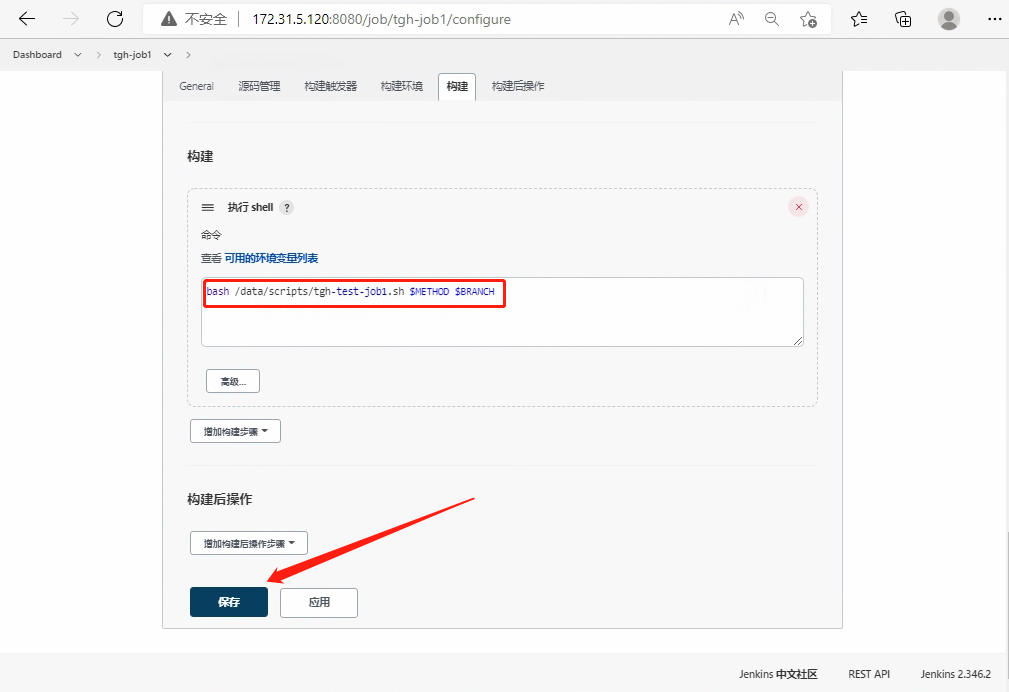 不安全 172.31.5.120:8080/job/tgh-job1/configure
Dashboard tgh-job1
General 源码管理 构建触发器 构建环境 构建 构建后操作
构建
执行 shell ?
命令
查看 可用的环境变量列表
bash /data/scripts/tgh-test-job1.sh $METHOD $BRANCH
高级...
增加构建步骤
构建后操作
增加构建后操作步骤
保存 应用
Jenkins 中文社区 REST API Jenkins 2.346.2